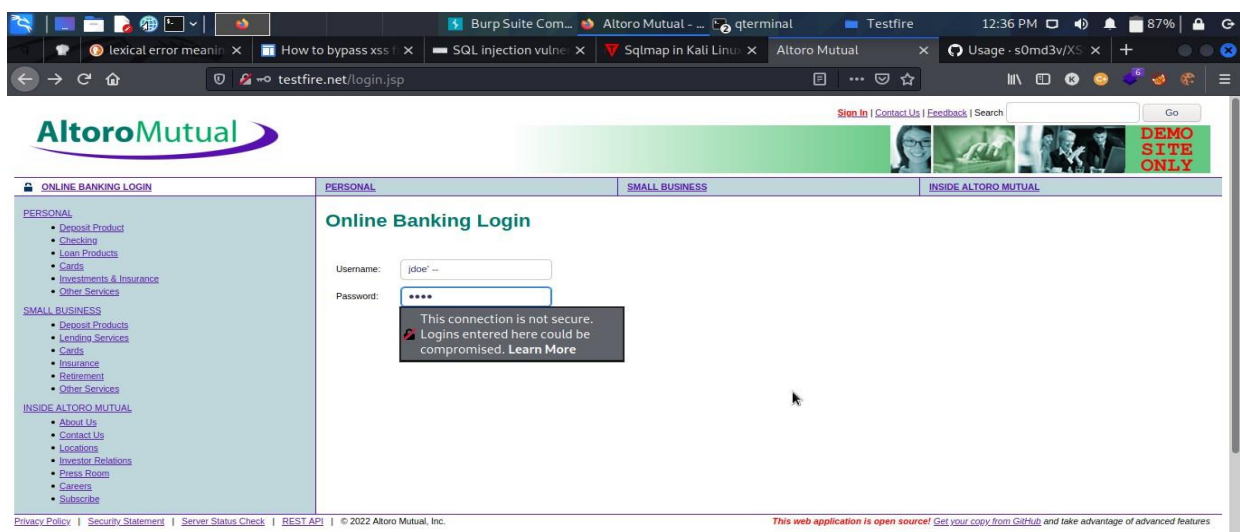 Burp Suite Com... Altoro Mutual - ... qterminal Testfire 12:36 PM 87%
lexical error meanin How to bypass xss f SQL injection vulne Sqlmap in Kali Linu Altoro Mutual Usage · s0md3v/XS
testfire.net/login.jsp 6
Sign In | Contact Us | Feedback | Search Go
AltoroMutual
DEMO
SITE
ONLY
ONLINE BANKING LOGIN PERSONAL SMALL BUSINESS INSIDE ALTORO MUTUAL
PERSONAL
Deposit Product
Checking
Loan Products
Cards
Investments & Insurance
Other Services
SMALL BUSINESS
Deposit Products
Lending Services
Cards
Insurance
Retirement
Other Services
INSIDE ALTORO MUTUAL
About Us
Contact Us
Locations
Investor Relations
Press Room
Careers
Subscribe
Online Banking Login
Username: jdoe' --
Password: ••••
This connection is not secure.
Logins entered here could be
compromised. Learn More
Privacy Policy | Security Statement | Server Status Check | REST API | © 2022 Altoro Mutual, Inc. This web application is open source! Get your copy from GitHub and take advantage of advanced features